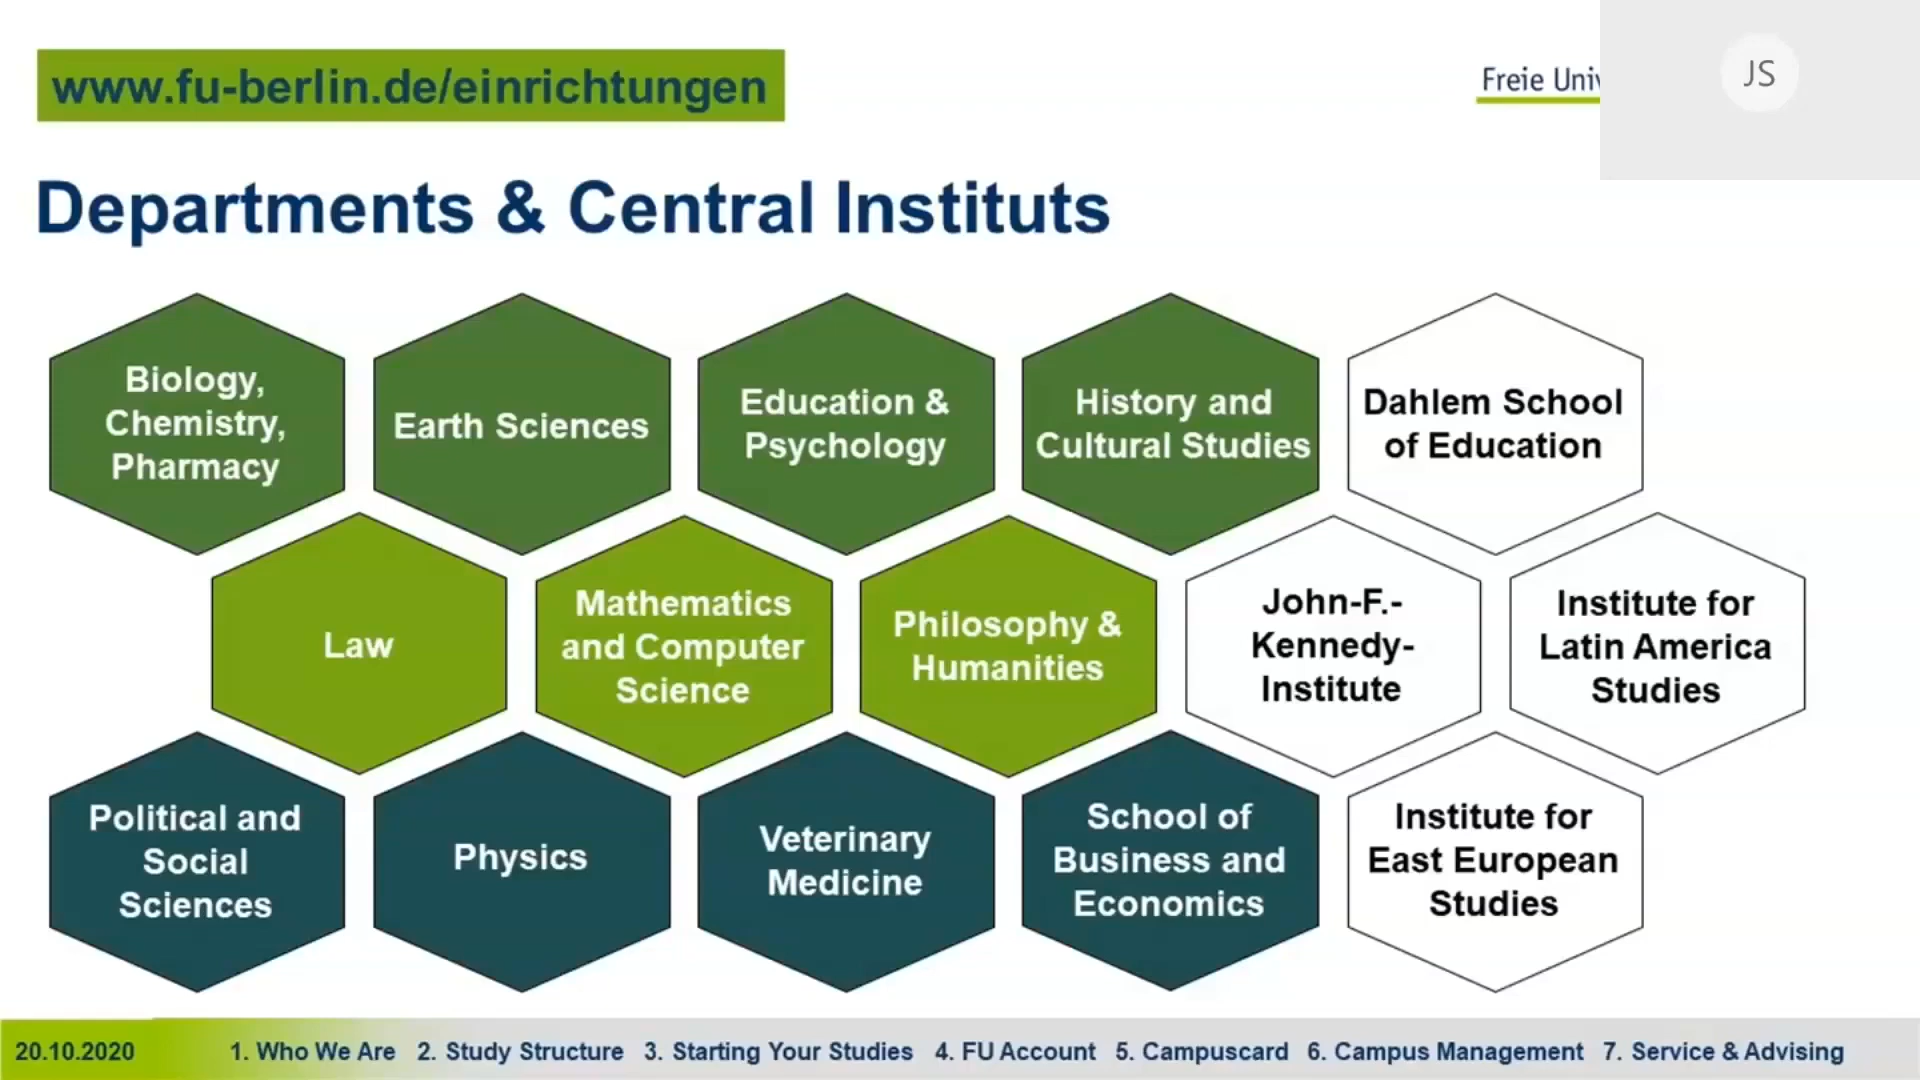 www.fu-berlin.de/einrichtungen
Freie Univ
JS
Departments & Central Instituts
Biology,
Chemistry,
Pharmacy
Earth Sciences
Education &
Psychology
History and
Cultural Studies
Dahlem School
of Education
Law
Mathematics
and Computer
Science
Philosophy &
Humanities
John-F.-
Kennedy-
Institute
Institute for
Latin America
Studies
Political and
Social
Sciences
Physics
Veterinary
Medicine
School of
Business and
Economics
Institute for
East European
Studies
20.10.2020 1. Who We Are 2. Study Structure 3. Starting Your Studies 4. FU Account 5. Campuscard 6. Campus Management 7. Service & Advising